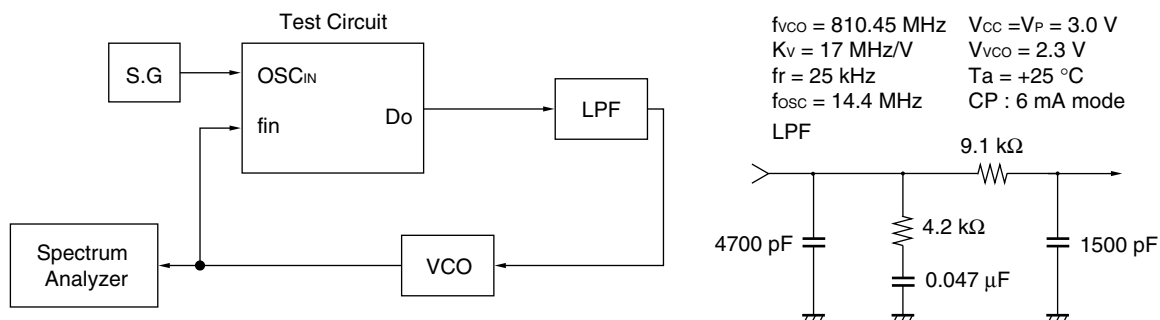 Test Circuit
S.G
OSCIN
fin
Do
LPF
VCO
Spectrum
Analyzer
fVCO = 810.45 MHz VCC =VP = 3.0 V
KV = 17 MHz/V VVCO = 2.3 V
fr = 25 kHz Ta = +25 °C
fOSC = 14.4 MHz CP : 6 mA mode
LPF
9.1 kΩ
4.2 kΩ
4700 pF
1500 pF
0.047 μF